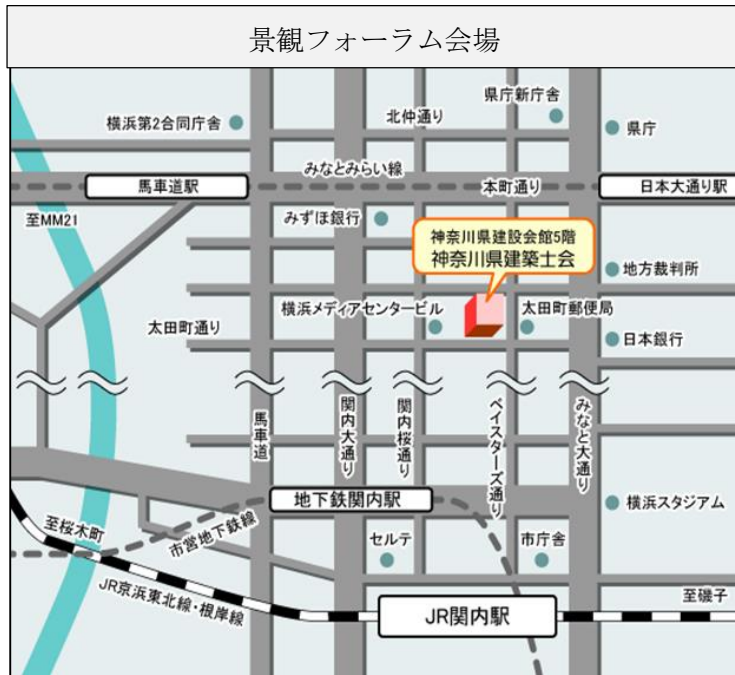 景観フォーラム会場
県庁新庁舎
横浜第2合同庁舎
北仲通り
県庁
みなとみらい線
馬車道駅
本町通り
日本大通り駅
至MM21
みずほ銀行
神奈川県建設会館5階
神奈川県建築士会
地方裁判所
横浜メディアセンタービル
太田町郵便局
太田町通り
日本銀行
馬車道
関内大通り
関内桜通り
ベイスターズ通り
みなと大通り
地下鉄関内駅
横浜スタジアム
至桜木町
市営地下鉄線
セルテ
市庁舎
JR京浜東北線・根岸線
至磯子
JR関内駅